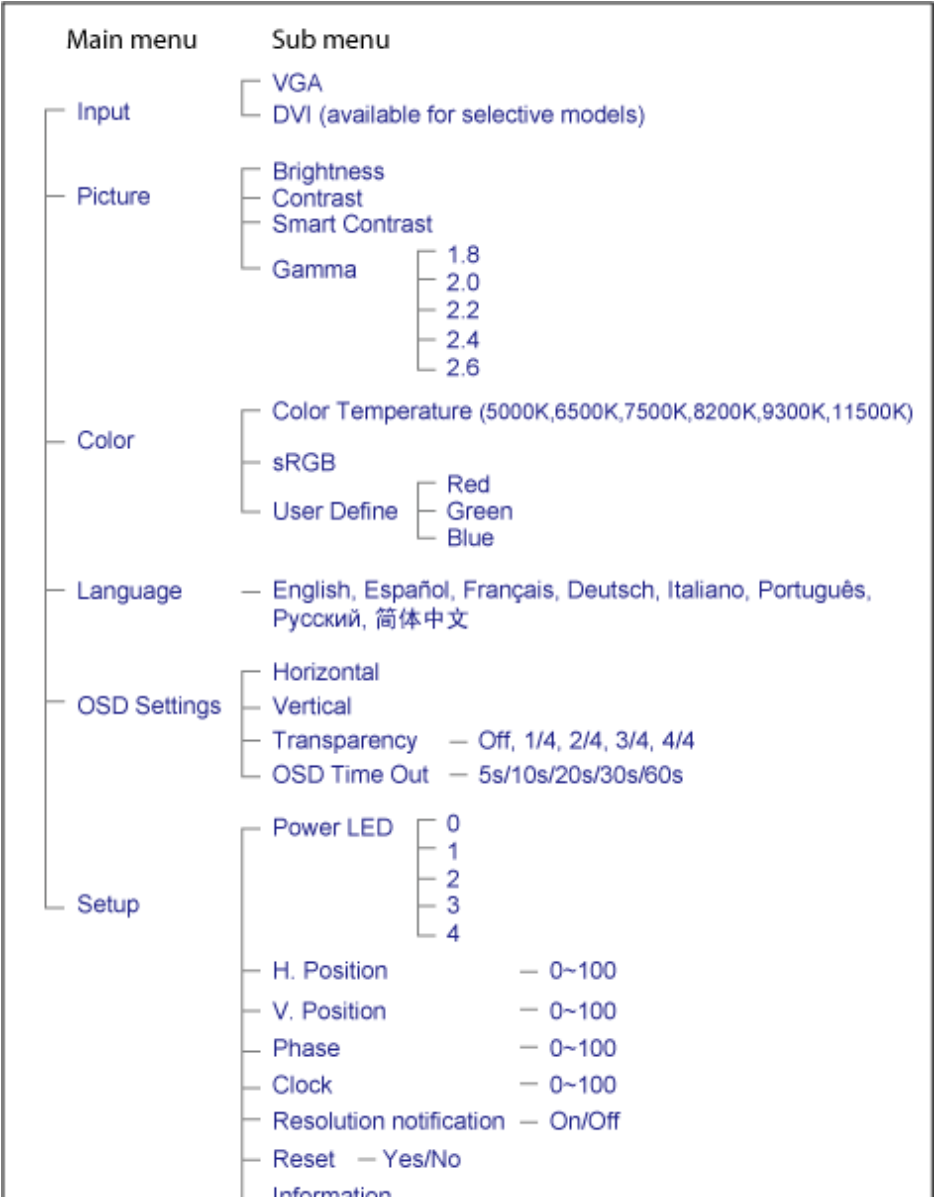 Main menu Sub menu
VGA
Input
DVI (available for selective models)
Brightness
Picture
Contrast
Smart Contrast
Gamma
1.8
2.0
2.2
2.4
2.6
Color Temperature (5000K,6500K,7500K,8200K,9300K,11500K)
Color
sRGB
User Define
Red
Green
Blue
Language
English, Español, Français, Deutsch, Italiano, Português,
Русский, 简体中文
Horizontal
OSD Settings
Vertical
Transparency Off, 1/4, 2/4, 3/4, 4/4
OSD Time Out 5s/10s/20s/30s/60s
Power LED
0
1
2
3
4
Setup
H. Position 0~100
V. Position 0~100
Phase 0~100
Clock 0~100
Resolution notification On/Off
Reset Yes/No
Information